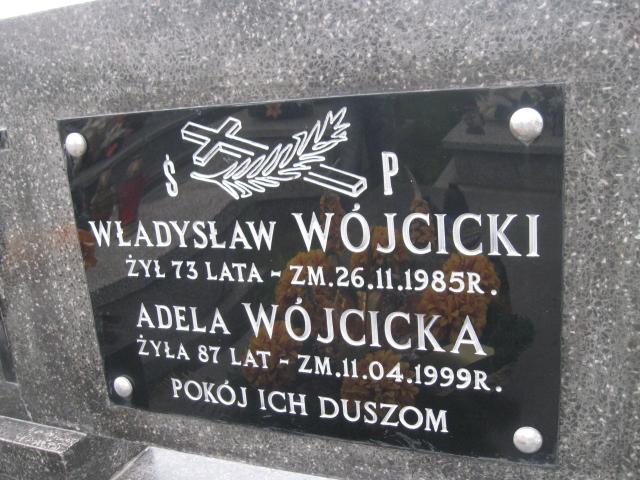 Ś P
WŁADYSŁAW WÓJCICKI
ŻYŁ 73 LATA - ZM. 26.11.1985R.
ADELA WÓJCICKA
ŻYŁA 87 LAT - ZM. 11.04.1999R.
POKÓJ ICH DUSZOM